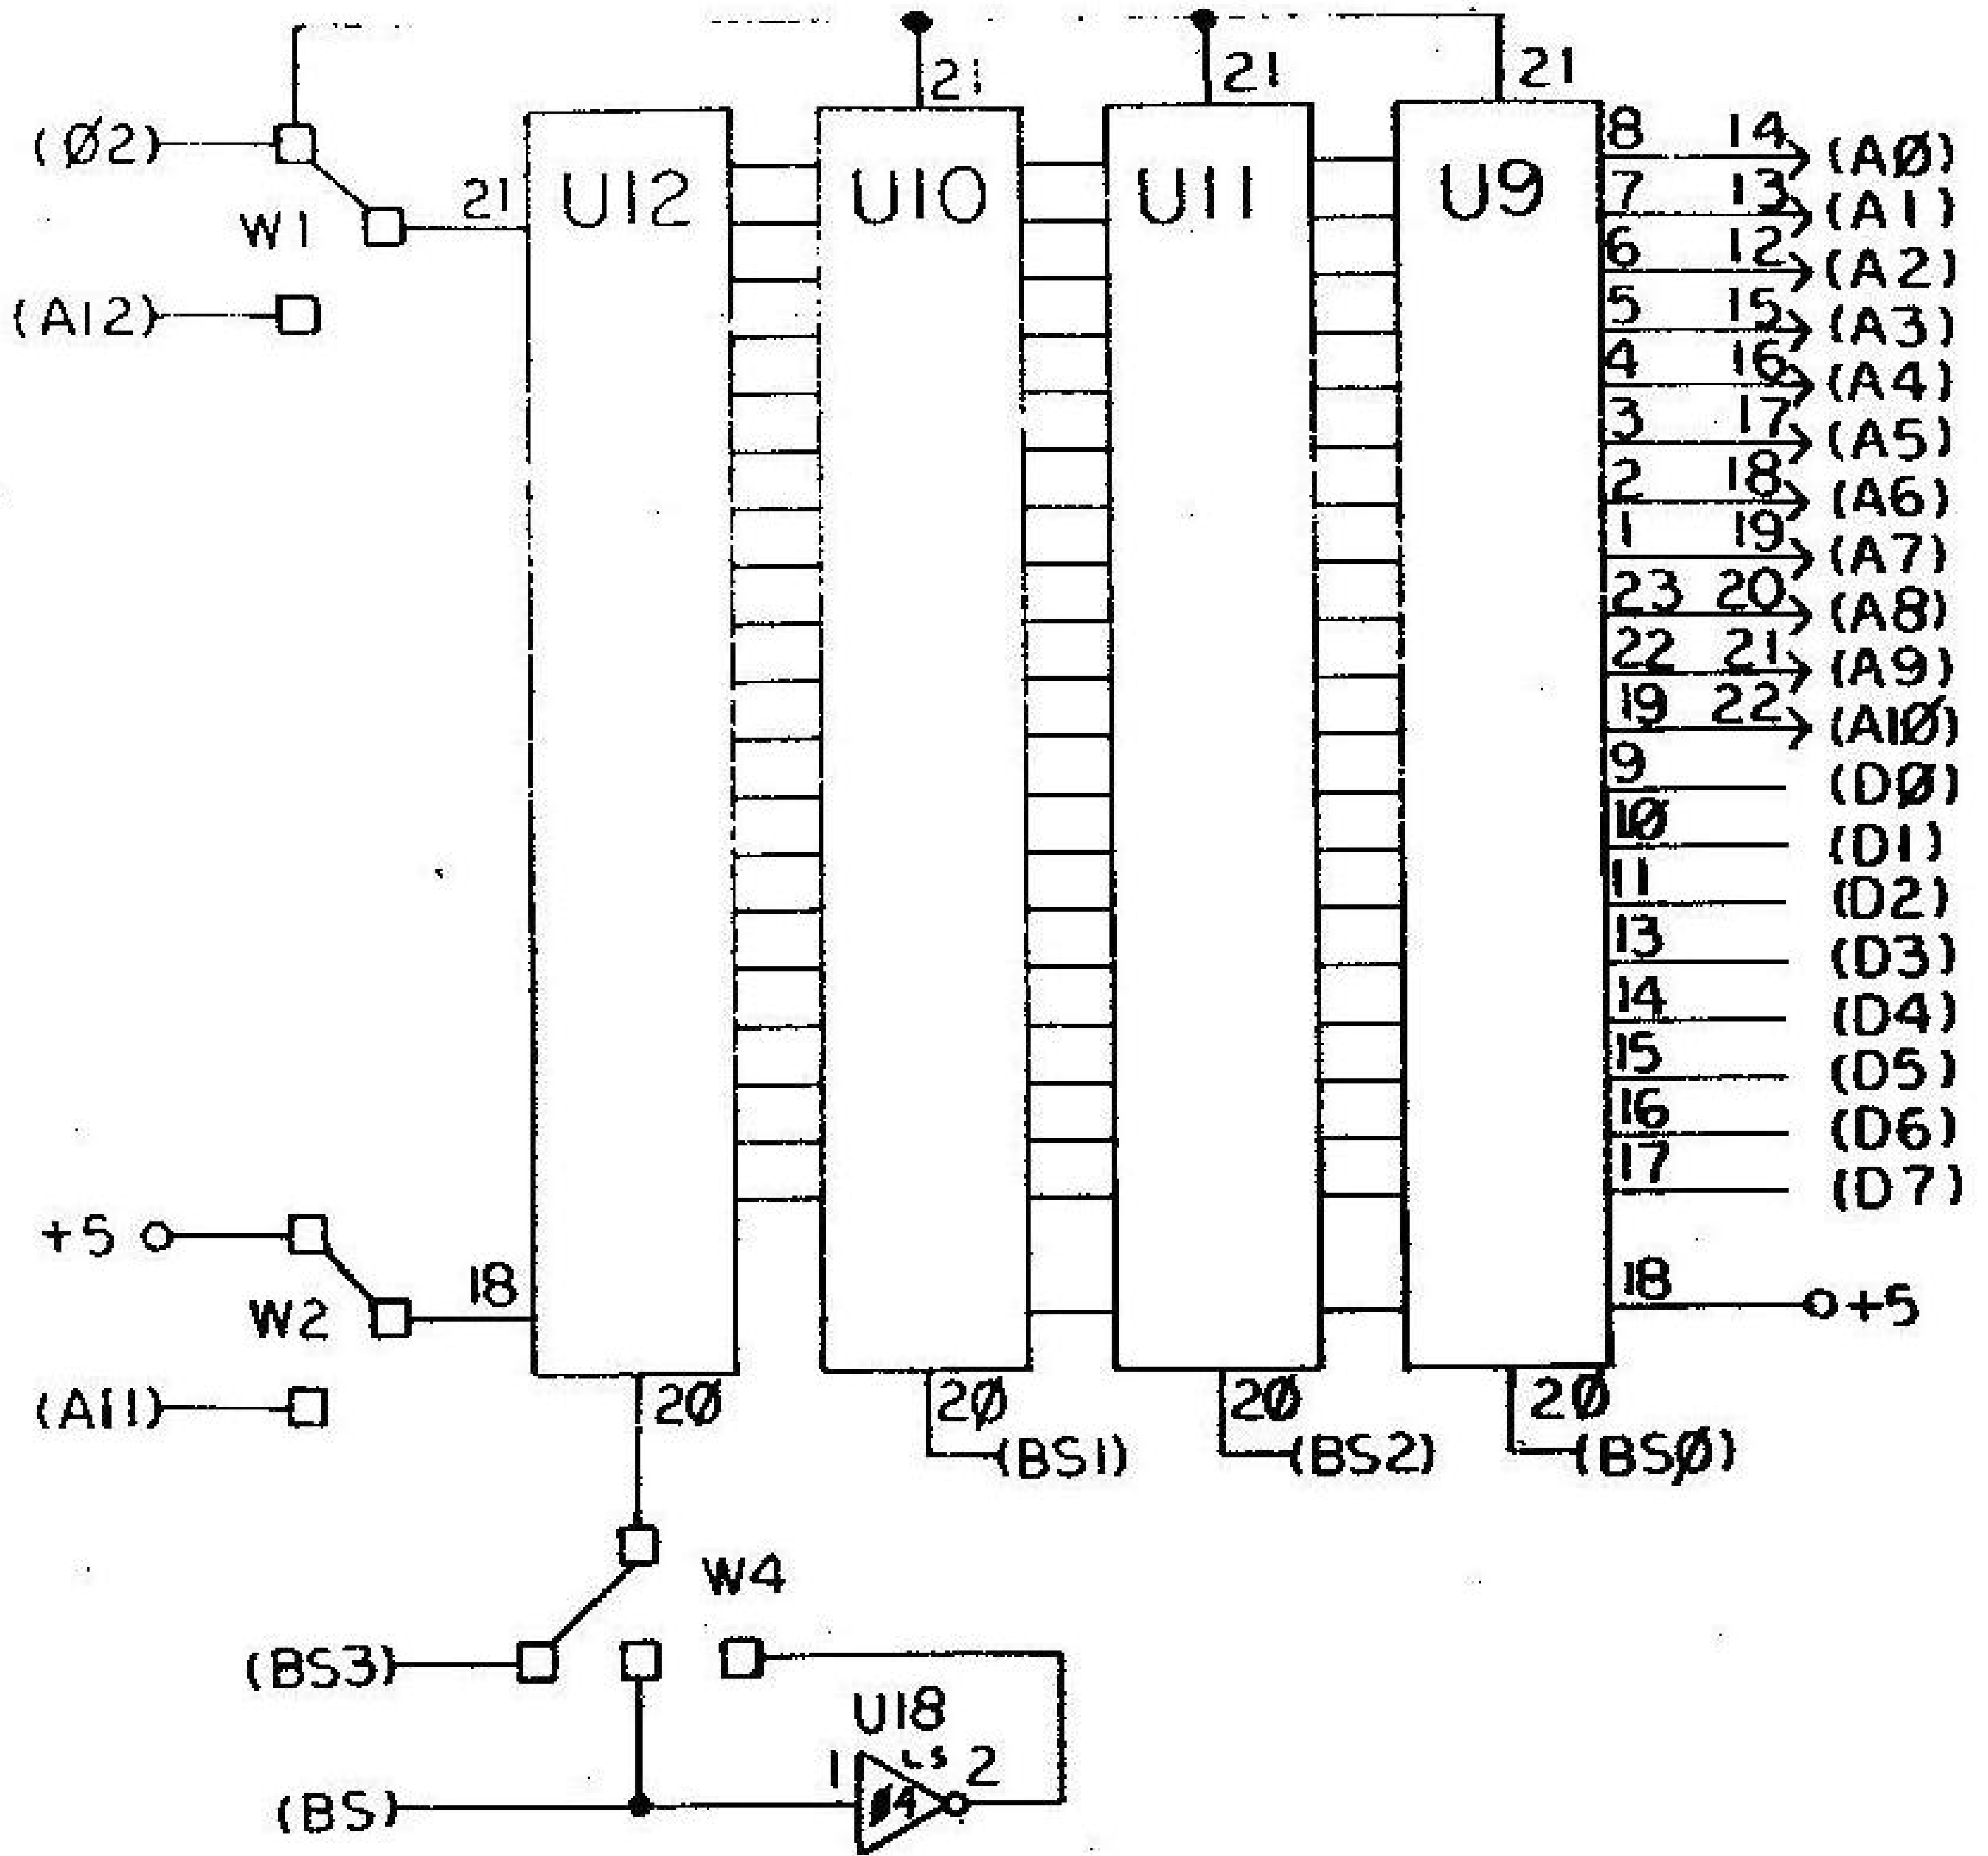 21 21 21
(Ø2)
21 U12 U10 U11 U9
W1
(A12)
8 14 (AØ)
7 13 (A1)
6 12 (A2)
5 15 (A3)
4 16 (A4)
3 17 (A5)
2 18 (A6)
1 19 (A7)
23 20 (A8)
22 21 (A9)
19 22 (A1Ø)
9 (DØ)
1Ø (D1)
11 (D2)
13 (D3)
14 (D4)
15 (D5)
16 (D6)
17 (D7)
+5
18 18 +5
W2
(A11)
2Ø 2Ø 2Ø 2Ø
(BS1) (BS2) (BSØ)
W4
(BS3)
U18
1 LS 2
Ø4
(BS)